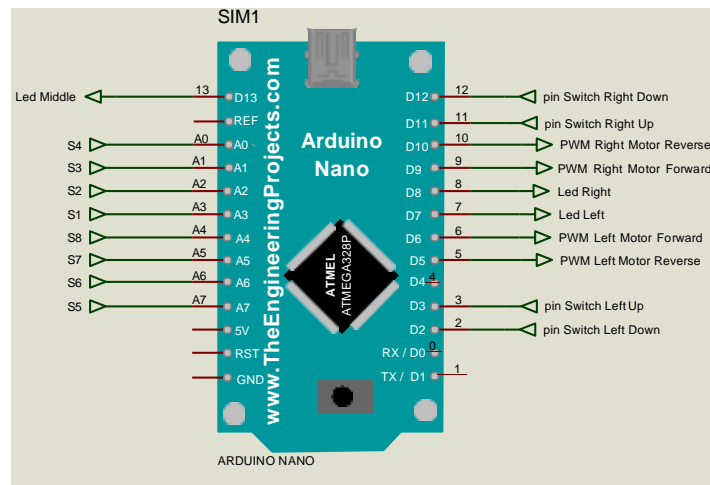 SIM1
Led Middle
13
D13
REF
S4
A0
A0
S3
A1
A1
S2
A2
A2
S1
A3
A3
S8
A4
A4
S7
A5
A5
S6
A6
A6
S5
A7
A7
5V
RST
GND
www.TheEngineeringProjects.com
Arduino
Nano
ATMEL
ATMEGA328P
D12
12
pin Switch Right Down
D11
11
pin Switch Right Up
D10
10
PWM Right Motor Reverse
D9
9
PWM Right Motor Forward
D8
8
Led Right
D7
7
Led Left
D6
6
PWM Left Motor Forward
D5
5
PWM Left Motor Reverse
D4
4
D3
3
pin Switch Left Up
D2
2
pin Switch Left Down
RX / D0
0
TX / D1
1
ARDUINO NANO